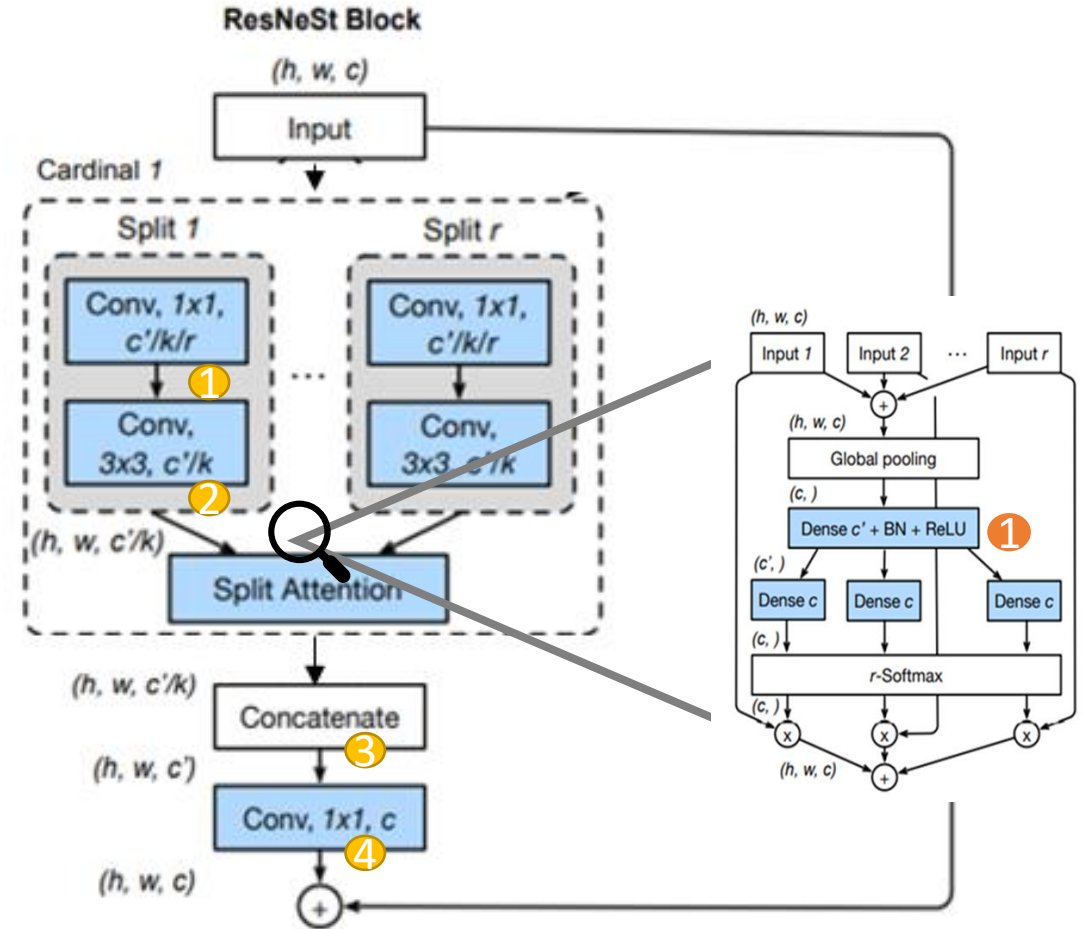 ResNeSt Block
(h, w, c)
Input
Cardinal 1
Split 1
Split r
Conv, 1x1,
c'/k/r
Conv, 1x1,
c'/k/r
1
...
Conv,
3x3, c'/k
Conv,
3x3, c'/k
2
(h, w, c'/k)
Split Attention
(h, w, c'/k)
Concatenate
3
(h, w, c')
Conv, 1x1, c
4
(h, w, c)
+
(h, w, c)
Input 1
Input 2
...
Input r
+
(h, w, c)
Global pooling
(c, )
Dense c' + BN + ReLU
1
(c', )
Dense c
Dense c
Dense c
(c, )
r-Softmax
(c, )
x
x
x
(h, w, c)
+